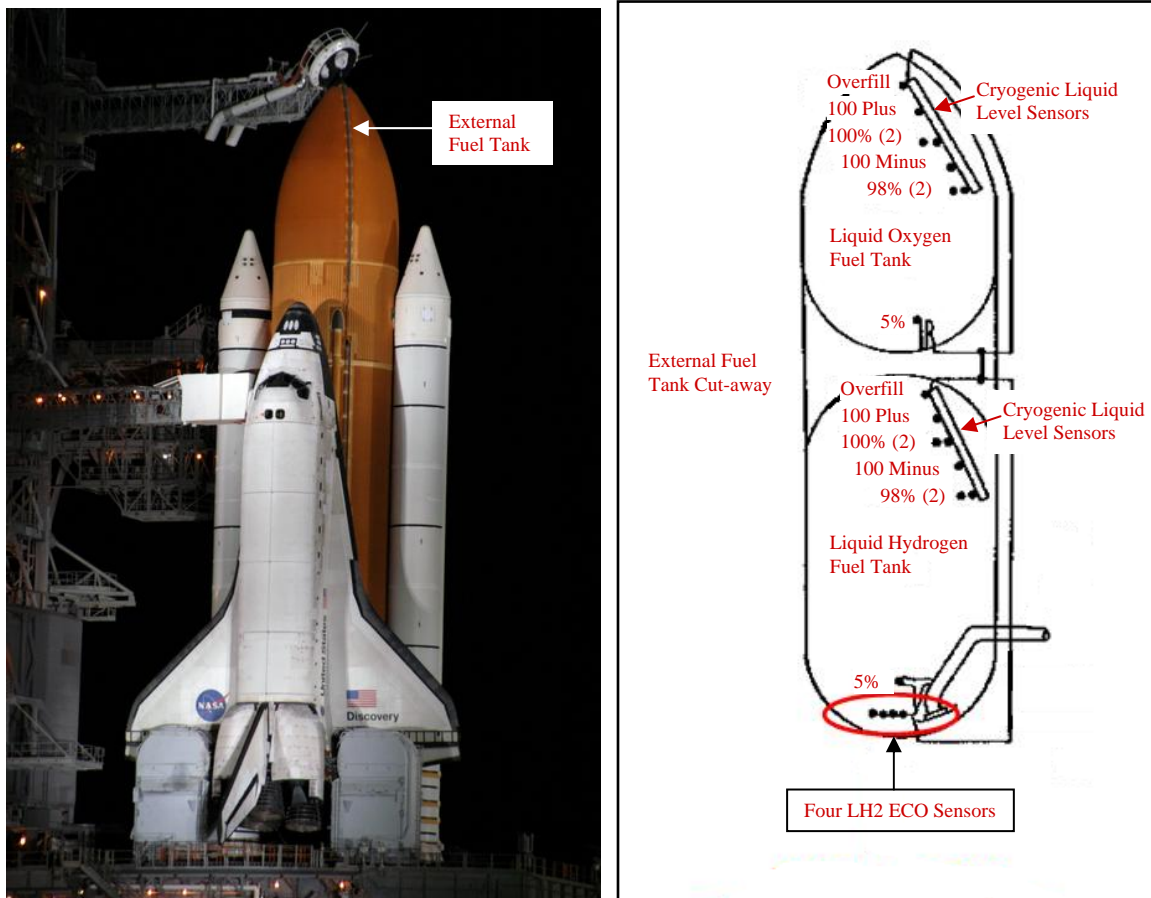 External
Fuel Tank
United States
NASA
Discovery
Overfill
100 Plus
100% (2)
100 Minus
98% (2)
Cryogenic Liquid
Level Sensors
Liquid Oxygen
Fuel Tank
5%
External Fuel
Tank Cut-away
Overfill
100 Plus
100% (2)
100 Minus
98% (2)
Cryogenic Liquid
Level Sensors
Liquid Hydrogen
Fuel Tank
5%
Four LH2 ECO Sensors